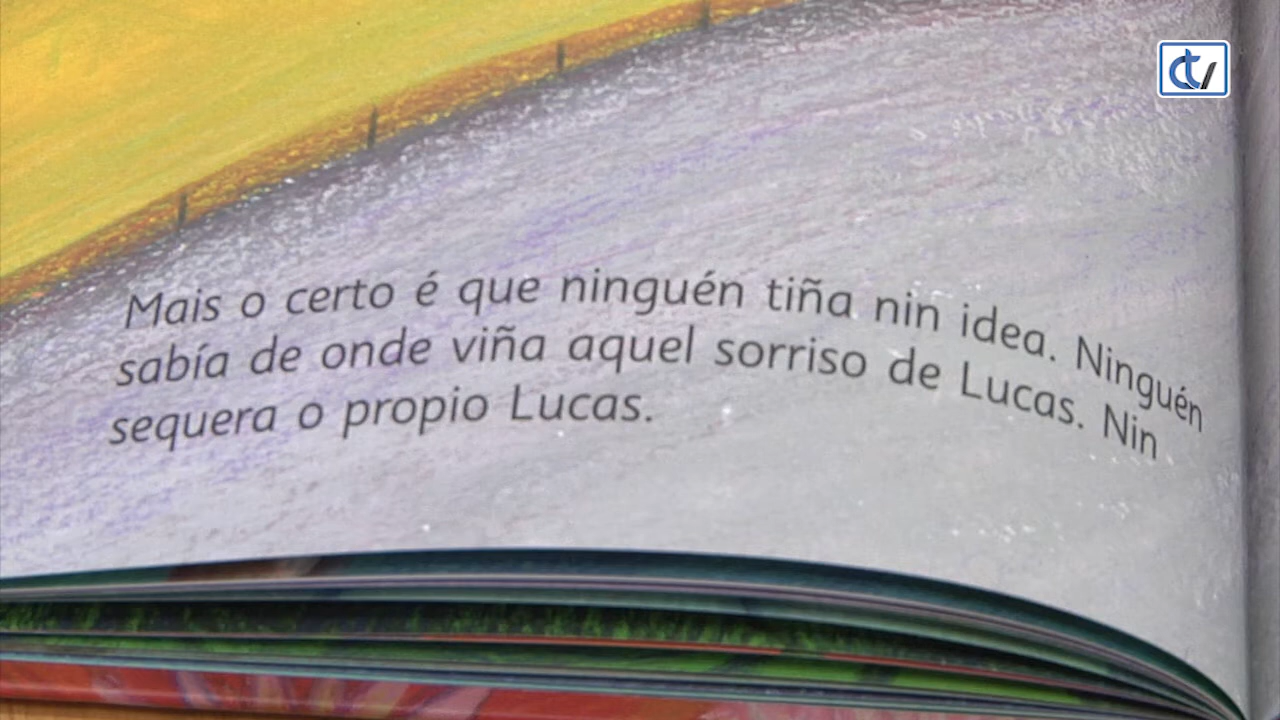 Mais o certo é que ninguén tiña nin idea. Ninguén
sabía de onde viña aquel sorriso de Lucas. Nin
sequera o propio Lucas.